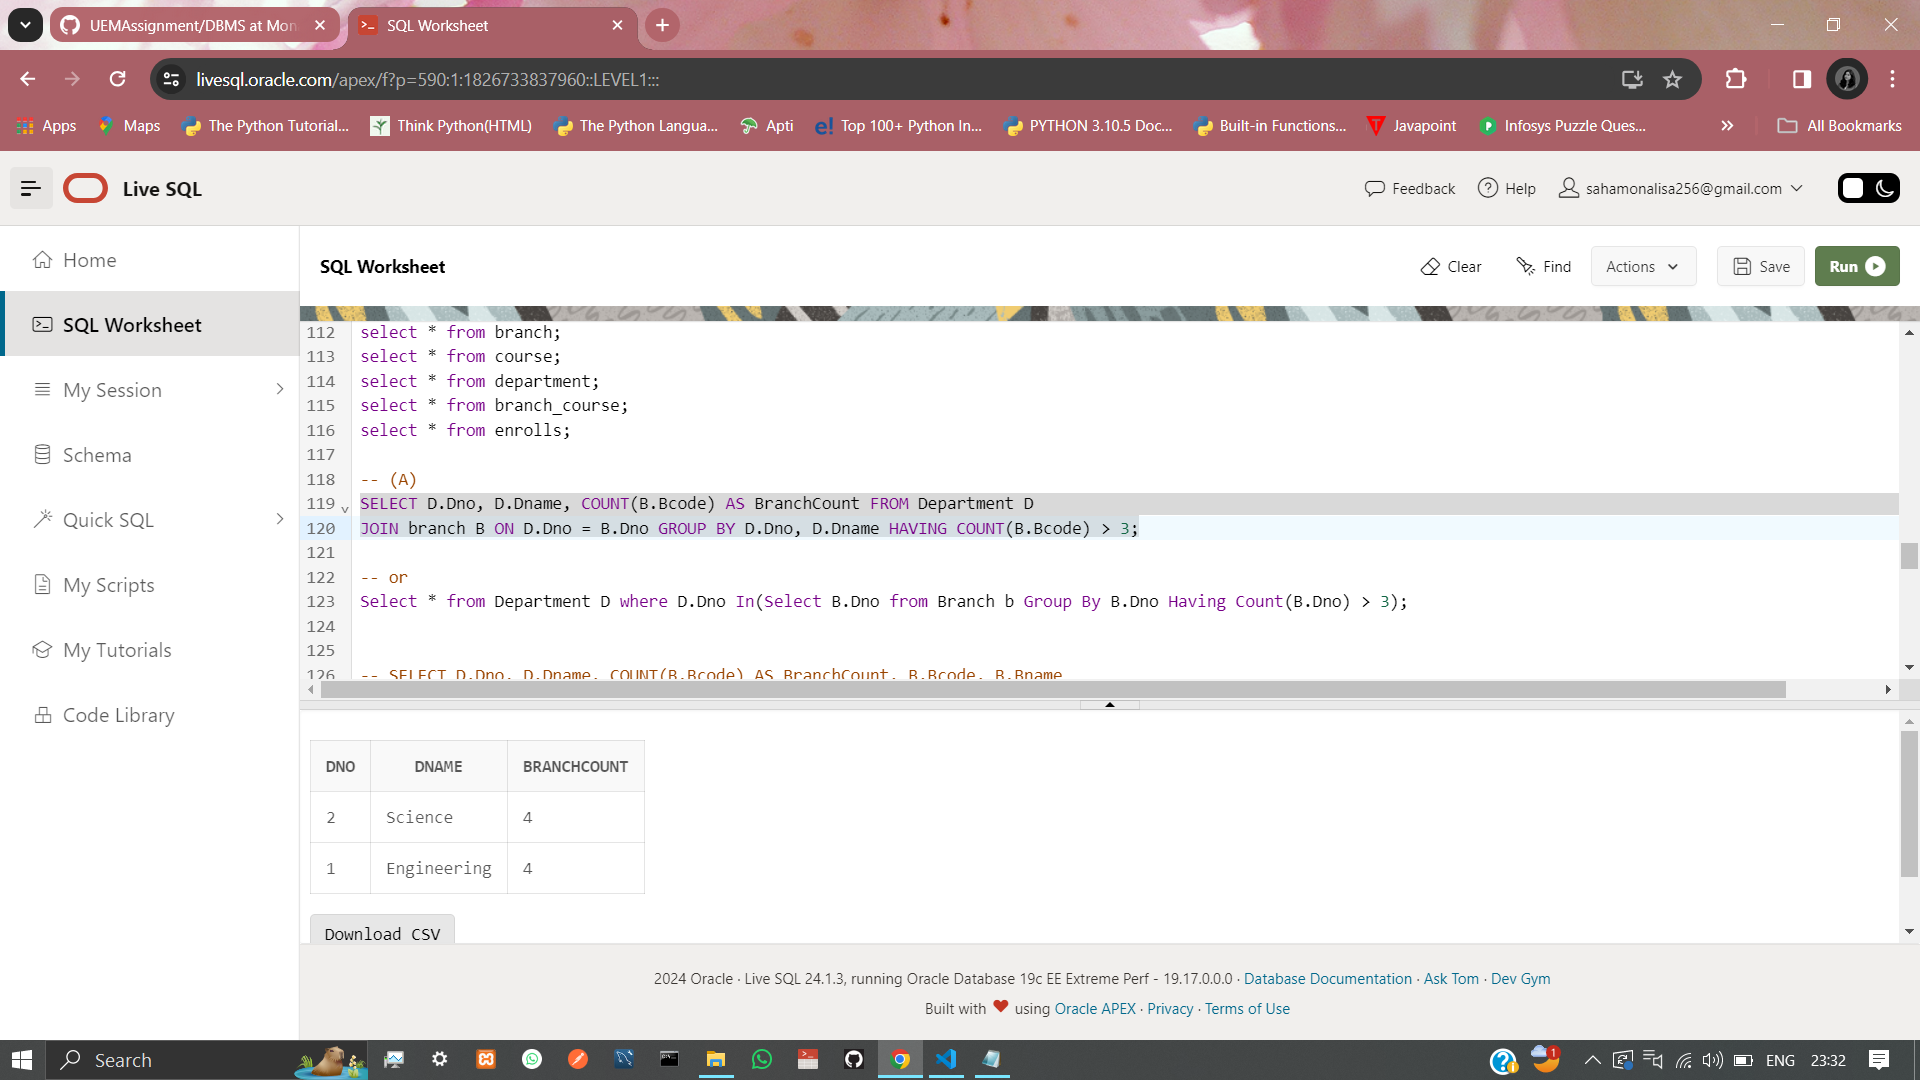 UEMAssignment/DBMS at Mon
SQL Worksheet
livesql.oracle.com/apex/f?p=590:1:1826733837960::LEVEL1:::
Apps
Maps
The Python Tutorial...
Think Python(HTML)
The Python Langua...
Apti
Top 100+ Python In...
PYTHON 3.10.5 Doc...
Built-in Functions...
Javapoint
Infosys Puzzle Ques...
All Bookmarks
Live SQL
Feedback
Help
sahamonalisa256@gmail.com
Home
SQL Worksheet
My Session
Schema
Quick SQL
My Scripts
My Tutorials
Code Library
SQL Worksheet
Clear
Find
Actions
Save
Run
112 select * from branch;
113 select * from course;
114 select * from department;
115 select * from branch_course;
116 select * from enrolls;
117
118 -- (A)
119 SELECT D.Dno, D.Dname, COUNT(B.Bcode) AS BranchCount FROM Department D
120 JOIN branch B ON D.Dno = B.Dno GROUP BY D.Dno, D.Dname HAVING COUNT(B.Bcode) > 3;
121
122 -- or
123 Select * from Department D where D.Dno In(Select B.Dno from Branch b Group By B.Dno Having Count(B.Dno) > 3);
124
125
126 -- SELECT D.Dno, D.Dname, COUNT(B.Bcode) AS BranchCount, B.Bcode, B.Bname
DNO DNAME BRANCHCOUNT
2 Science 4
1 Engineering 4
Download CSV
2024 Oracle · Live SQL 24.1.3, running Oracle Database 19c EE Extreme Perf - 19.17.0.0.0 · Database Documentation · Ask Tom · Dev Gym
Built with ❤ using Oracle APEX · Privacy · Terms of Use
Search
1
ENG
23:32